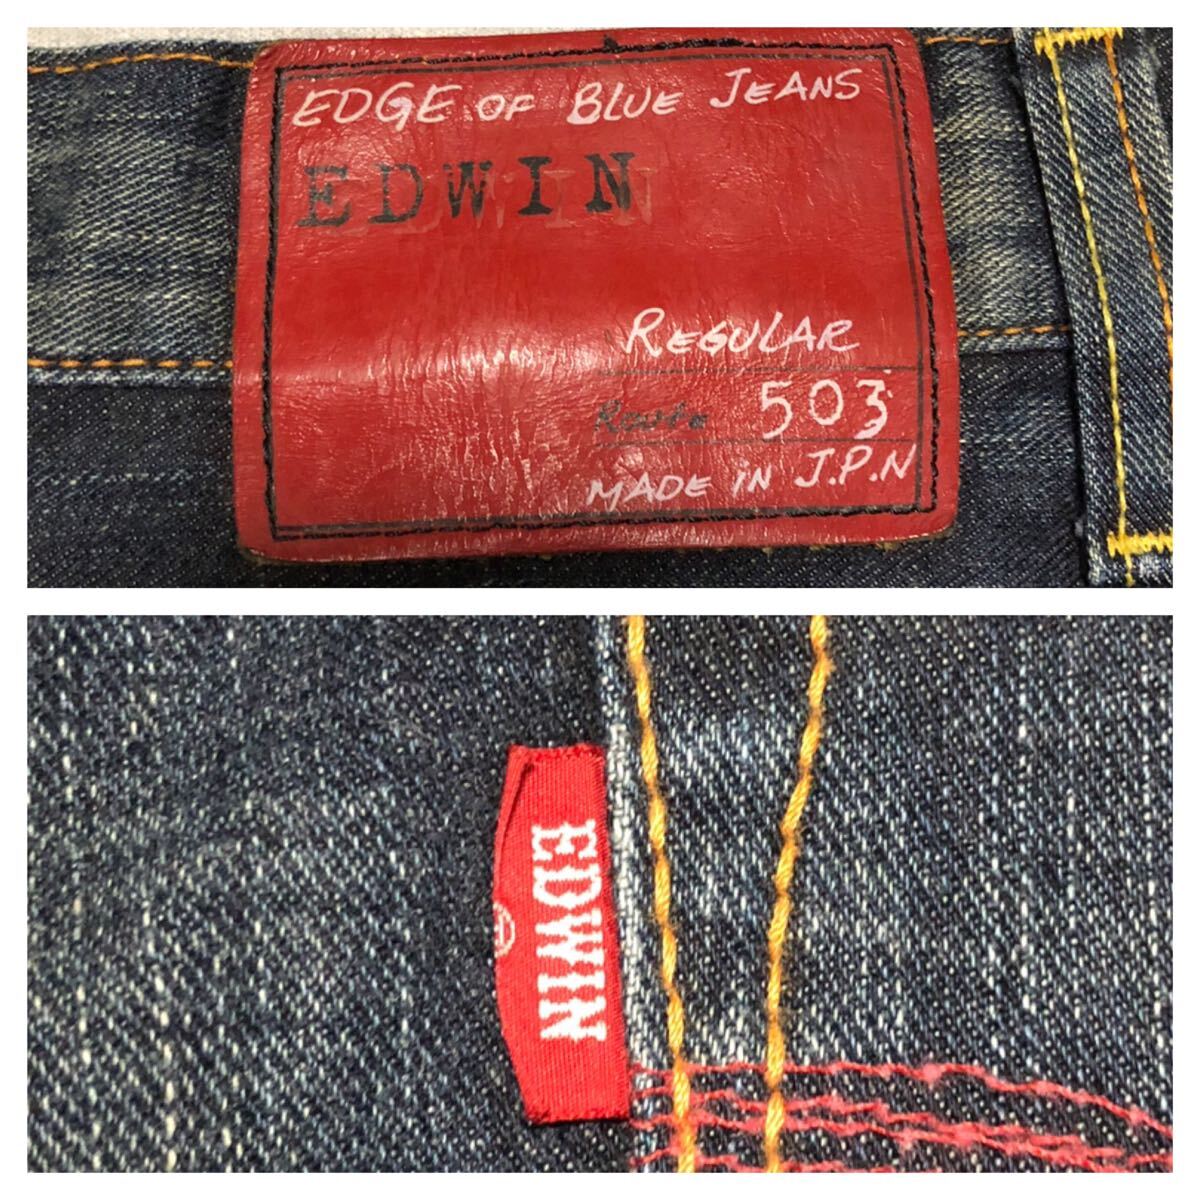 EDGE OF BLUE JEANS
EDWIN
REGULAR
Route 503
MADE IN J.P.N
EDWIN